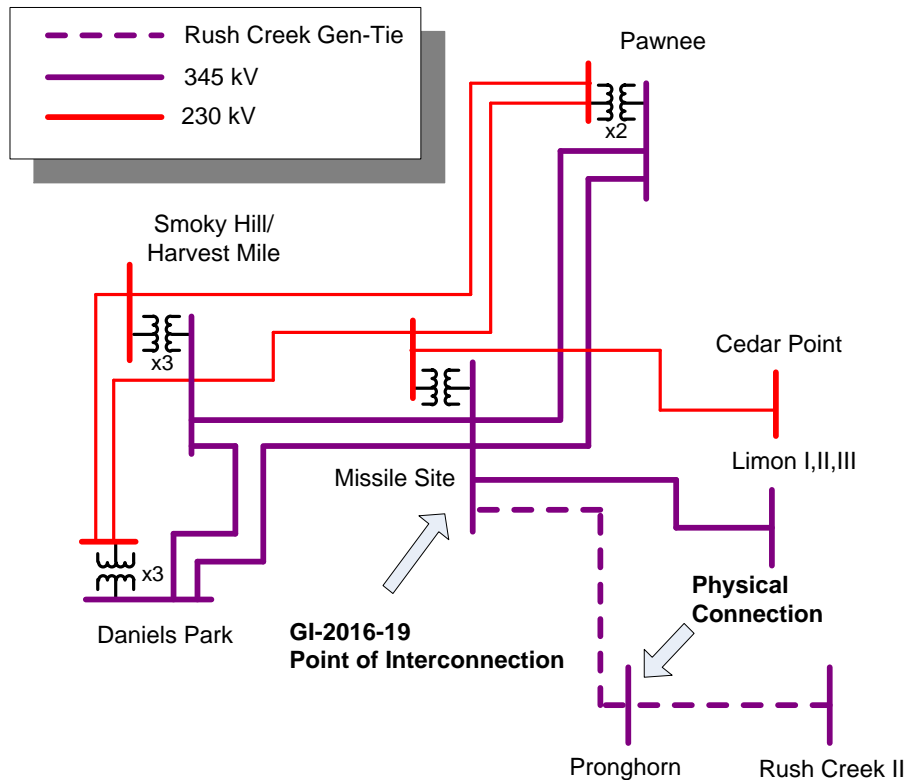 Rush Creek Gen-Tie
345 kV
230 kV
Pawnee
x2
Smoky Hill/
Harvest Mile
x3
Cedar Point
Limon I,II,III
Missile Site
x3
Daniels Park
GI-2016-19
Point of Interconnection
Physical
Connection
Pronghorn
Rush Creek II